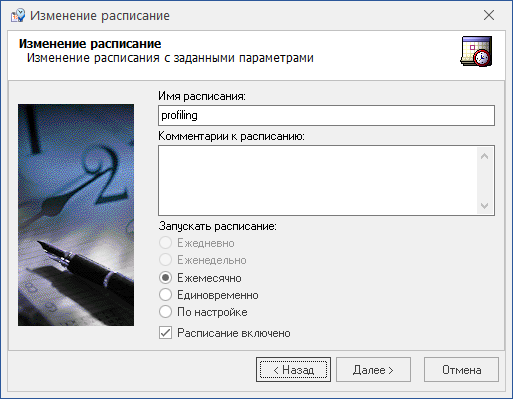 Изменение расписание
Изменение расписание
Изменение расписания с заданными параметрами
Имя расписания:
profiling
Комментарии к расписанию:
Запускать расписание:
Ежедневно
Еженедельно
Ежемесячно
Единовременно
По настройке
Расписание включено
< Назад
Далее >
Отмена